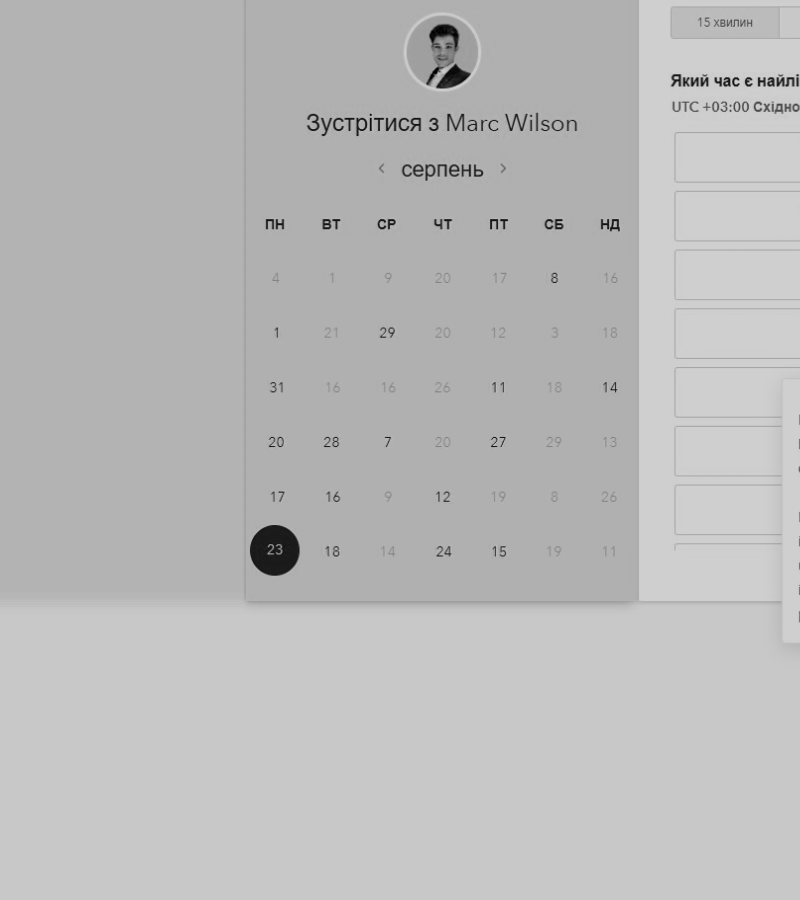 15 хвилин
Зустрітися з Marc Wilson
серпень
ПН ВТ СР ЧТ ПТ СБ НД
4 1 9 20 17 8 16
1 21 29 20 12 3 18
31 16 16 26 11 18 14
20 28 7 20 27 29 13
17 16 9 12 19 8 26
23 18 14 24 15 19 11
Який час є
UTC +03:00